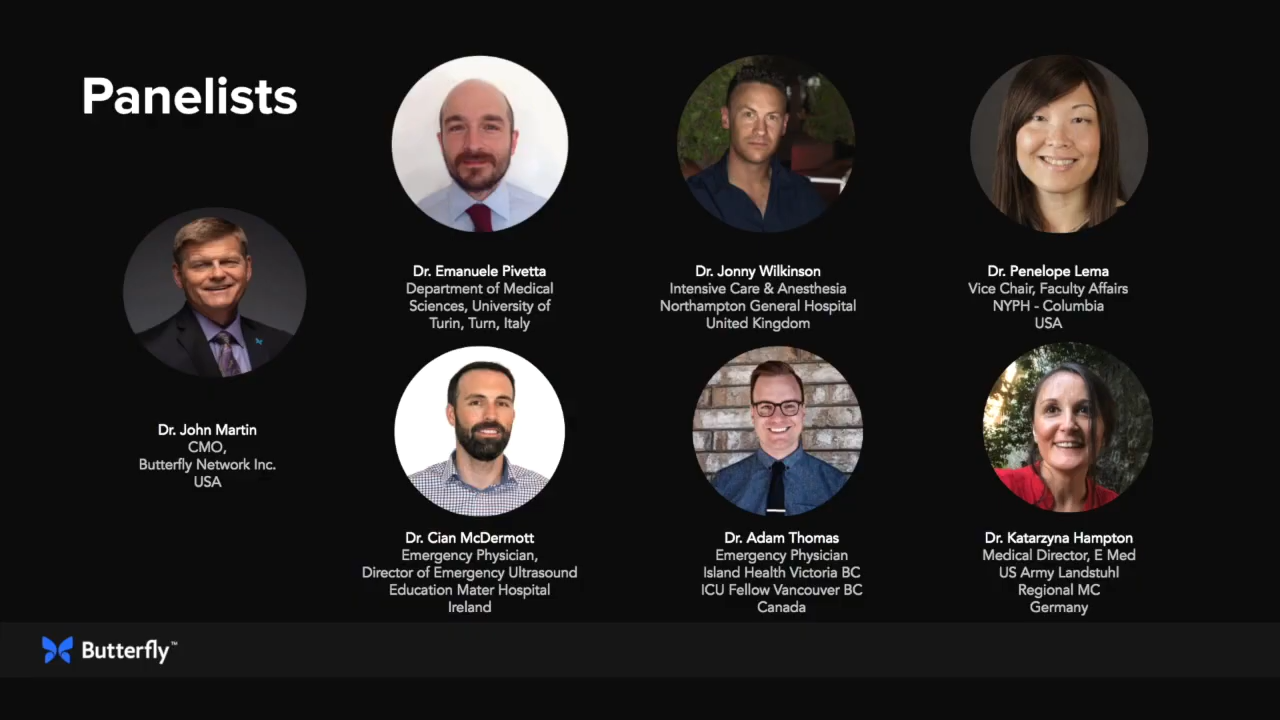 Panelists
Dr. John Martin
CMO,
Butterfly Network Inc.
USA
Dr. Emanuele Pivetta
Department of Medical
Sciences, University of
Turin, Turn, Italy
Dr. Jonny Wilkinson
Intensive Care & Anesthesia
Northampton General Hospital
United Kingdom
Dr. Penelope Lema
Vice Chair, Faculty Affairs
NYPH - Columbia
USA
Dr. Cian McDermott
Emergency Physician,
Director of Emergency Ultrasound
Education Mater Hospital
Ireland
Dr. Adam Thomas
Emergency Physician
Island Health Victoria BC
ICU Fellow Vancouver BC
Canada
Dr. Katarzyna Hampton
Medical Director, E Med
US Army Landstuhl
Regional MC
Germany
Butterfly™